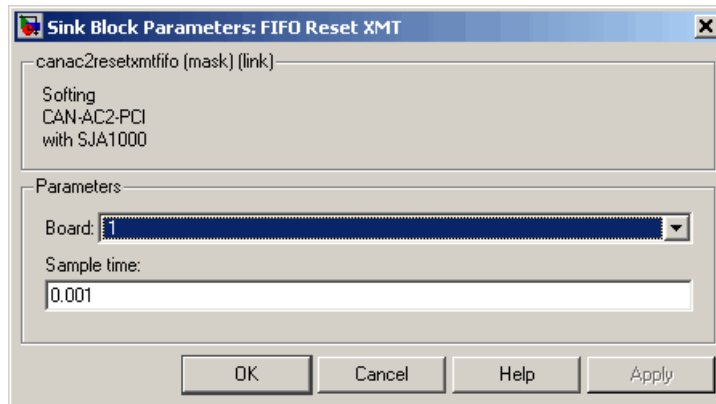 Sink Block Parameters: FIFO Reset XMT
canac2resetxmtfifo (mask) (link)
Softing
CAN-AC2-PCI
with SJA1000
Parameters
Board: 1
Sample time:
0.001
OK Cancel Help Apply